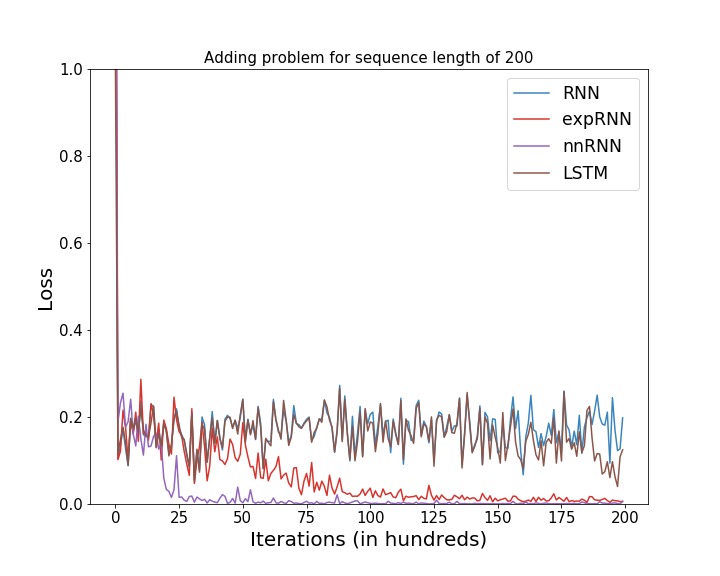 Adding problem for sequence length of 200
1.0
0.8
0.6
0.4
0.2
0.0
Loss
RNN
expRNN
nnRNN
LSTM
0 25 50 75 100 125 150 175 200
Iterations (in hundreds)